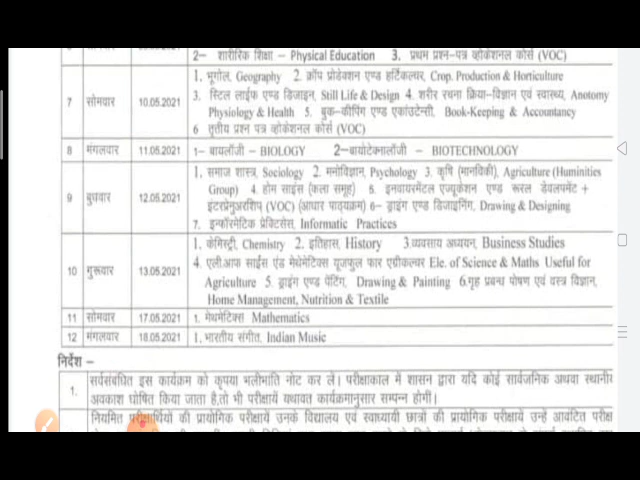 2– शारीरिक शिक्षा – Physical Education 3. प्रथम प्रश्न–पत्र व्होकेशनल कोर्स (VOC)
7 सोमवार 10.05.2021 1. भूगोल, Geography 2. क्रॉप प्रोडेक्शन एण्ड हर्टिकल्चर, Crop. Production & Horticulture
3. स्टिल लाईफ एण्ड डिजाइन, Still Life & Design 4. शरीर रचना क्रिया–विज्ञान एवं स्वास्थ्य, Anotomy
Physiology & Health 5. बुक–कीपिंग एण्ड एकांउटेन्सी, Book-Keeping & Accountancy
6 तृतीय प्रश्न पत्र व्होकेशनल कोर्स (VOC)
8 मंगलवार 11.05.2021 1– बायलॉजी – BIOLOGY 2–बायोटेक्नालॉजी – BIOTECHNOLOGY
9 बुधवार 12.05.2021 1. समाज शास्त्र, Sociology 2. मनोविज्ञान, Psychology 3. कृषि (मानविकी), Agriculture (Huminities
Group) 4. होम साइंस (कला समूह) 5. इनवायरमेंटल एज्यूकेशन एण्ड रूरल डेवलपमेंट +
इंटरप्रेनुअरशिप (VOC) (आधार पाठ्यक्रम) 6– ड्राइंग एण्ड डिजाइनिंग, Drawing & Designing
7. इन्फॉरमेटिक प्रेक्टिसेस, Informatic Practices
10 गुरूवार 13.05.2021 1. केमिस्ट्री, Chemistry 2. इतिहास, History 3.व्यवसाय अध्ययन, Business Studies
4. एली.आफ साईंस एंड मेथेमेटिक्स यूजफुल फार एग्रीकल्चर Ele. of Science & Maths Useful for
Agriculture 5. ड्राइंग एण्ड पेंटिंग, Drawing & Painting 6.गृह प्रबन्ध पोषण एवं वस्त्र विज्ञान,
Home Management, Nutrition & Textile
11 सोमवार 17.05.2021 1. मेथमेटिक्स Mathematics
12 मंगलवार 18.05.2021 1. भारतीय संगीत, Indian Music
निर्देश –
1. सर्वसंबंधित इस कार्यक्रम को कृपया भलीभांति नोट कर ले। परीक्षाकाल में शासन द्वारा यदि कोई सार्वजनिक अथवा स्थानीय
अवकाश घोषित किया जाता है,तो भी परीक्षायें यथावत कार्यक्रमानुसार सम्पन्न होगी।
नियमित परीक्षार्थियों की प्रायोगिक परीक्षायें उनके विद्यालय एवं स्वाध्यायी छात्रों की प्रायोगिक परीक्षायें उन्हें आवंटित परीक्ष